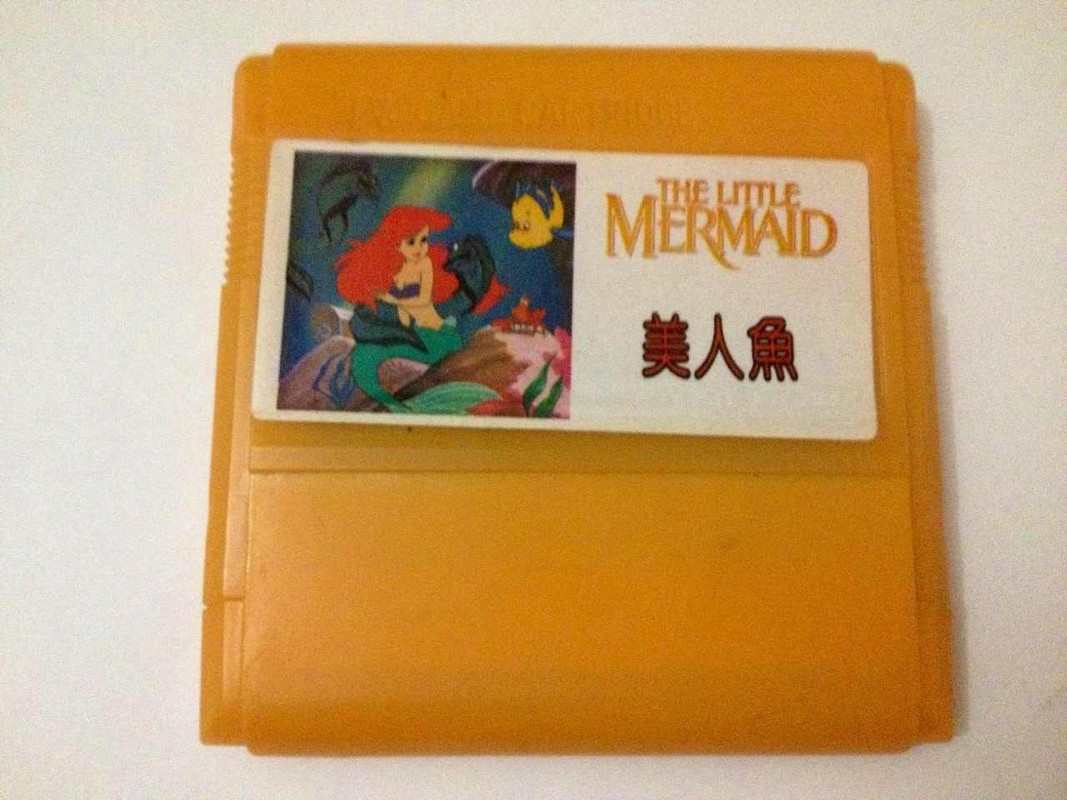 THE LITTLE
MERMAID
美人魚